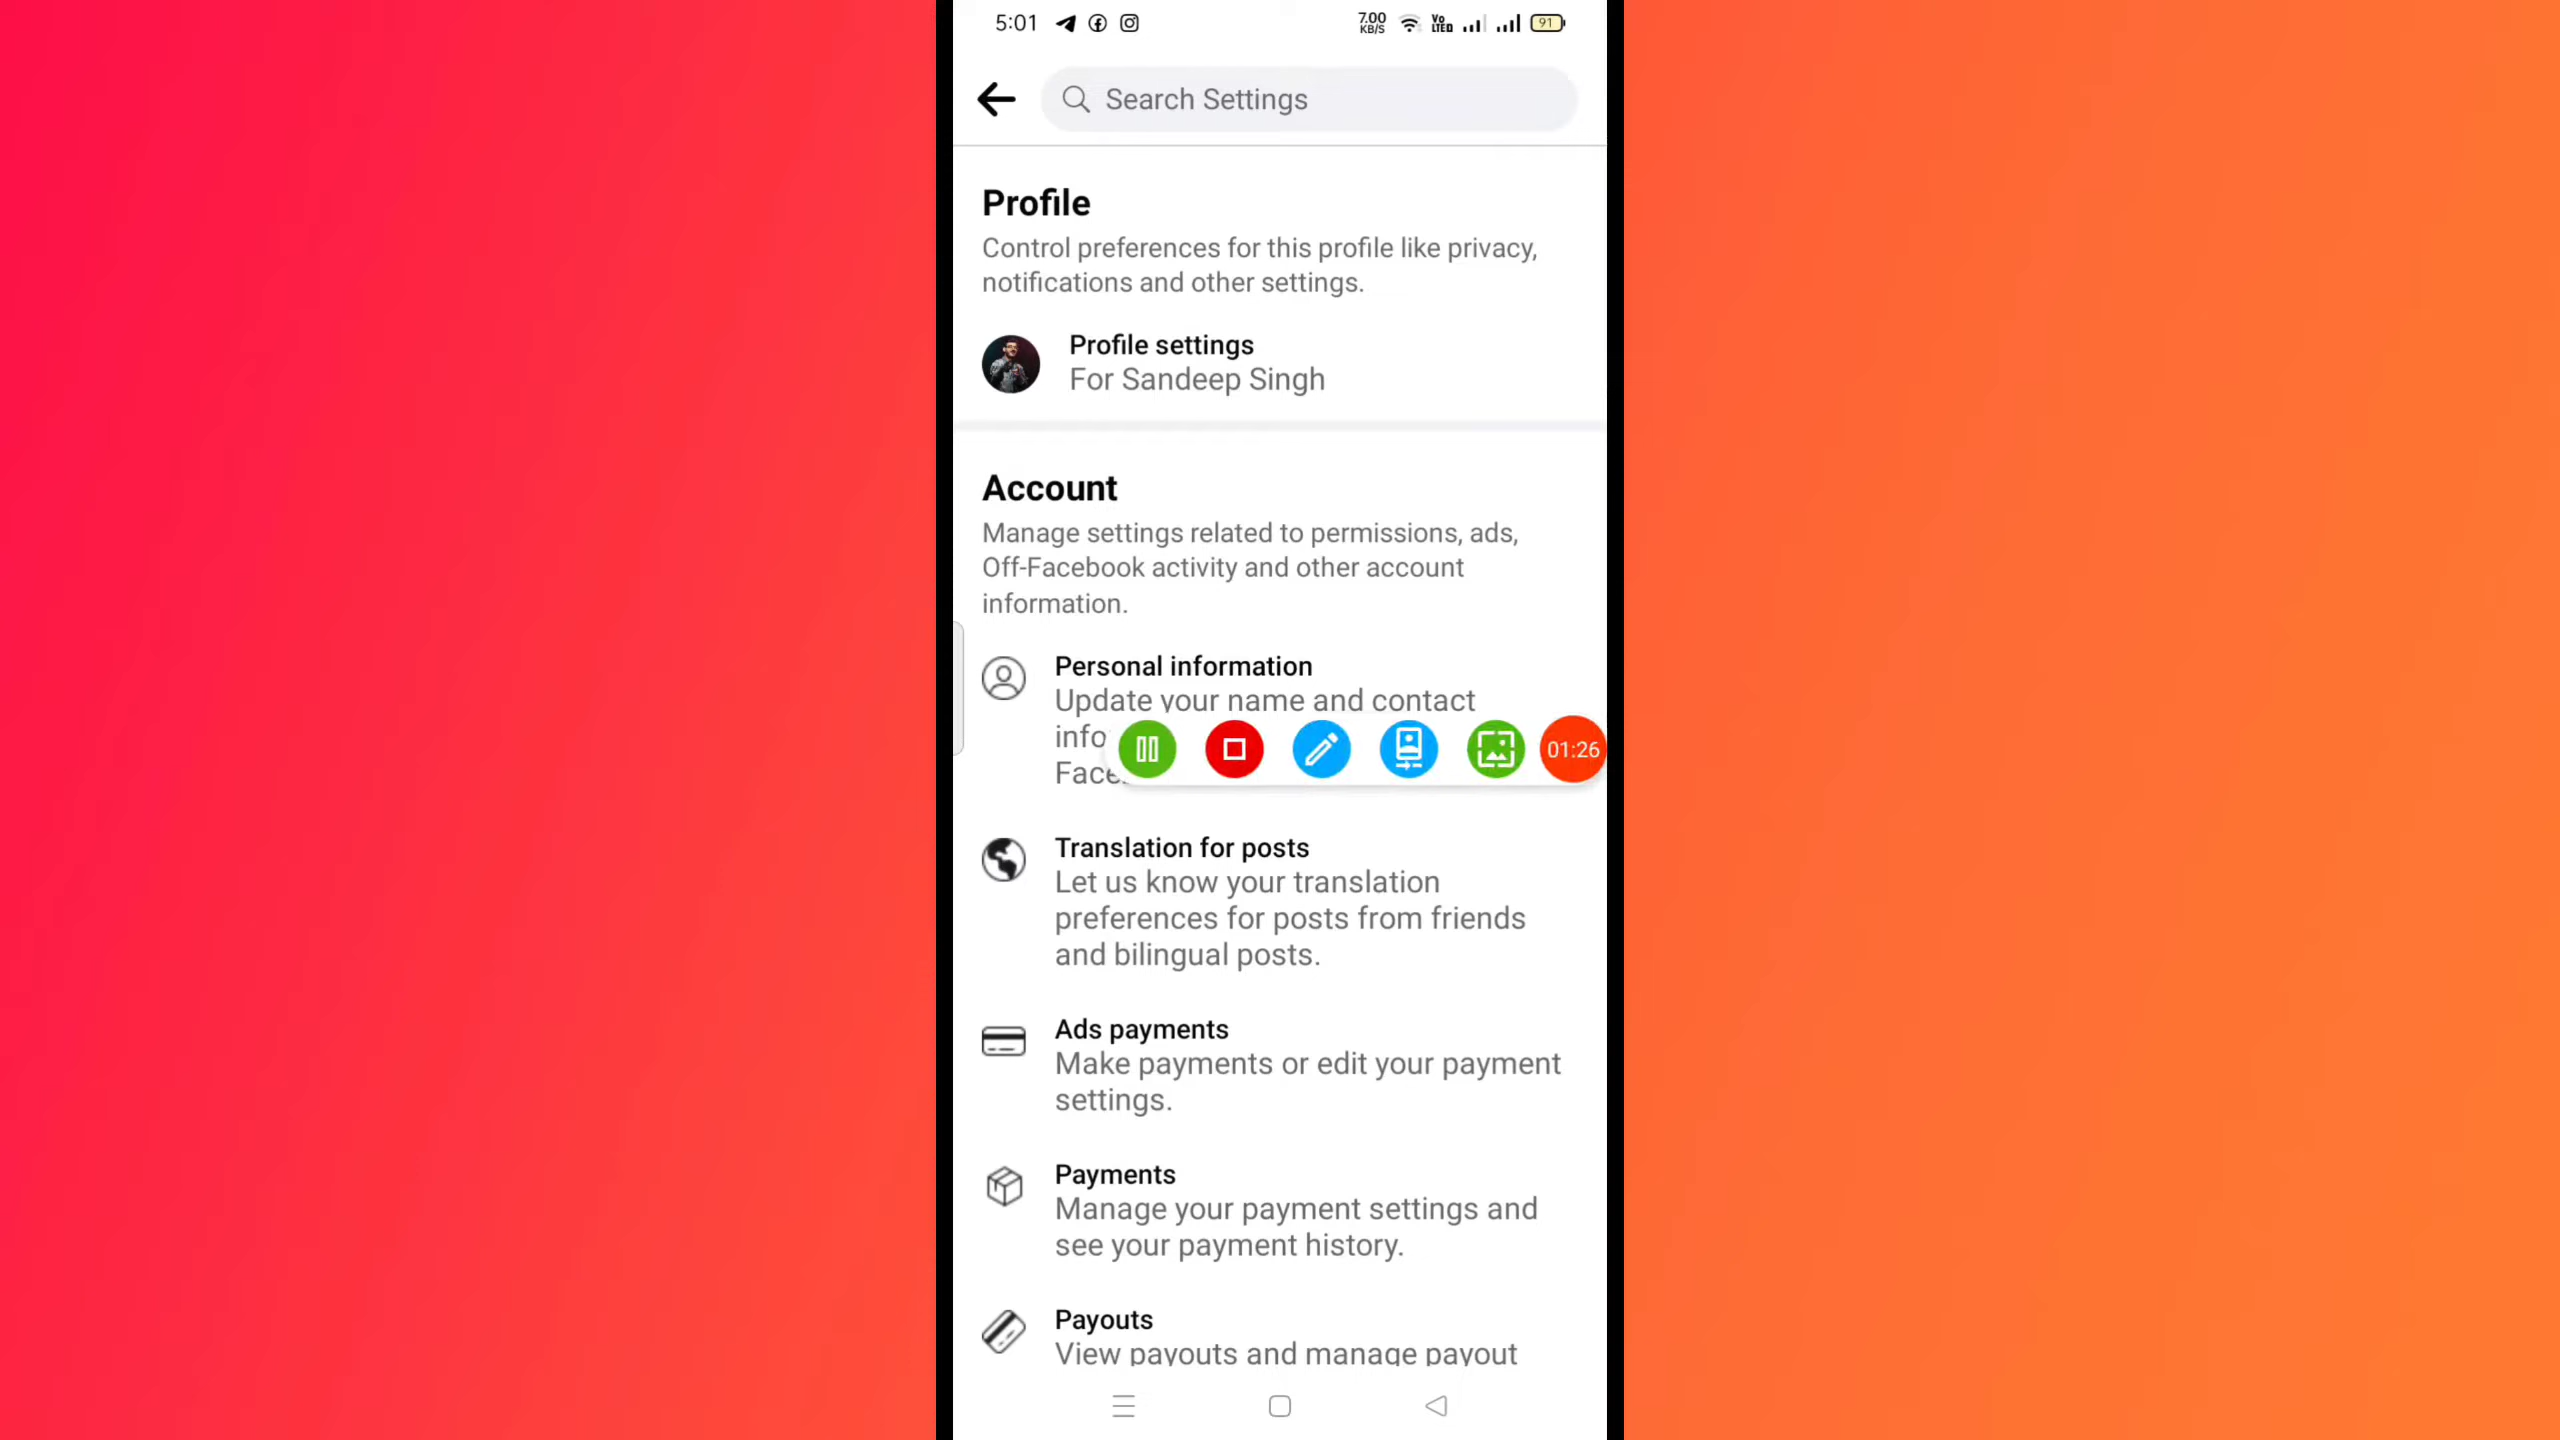 5:01
7.00 KB/S
Vo LTED
91
Search Settings
Profile
Control preferences for this profile like privacy,
notifications and other settings.
Profile settings
For Sandeep Singh
Account
Manage settings related to permissions, ads,
Off-Facebook activity and other account
information.
Personal information
Update your name and contact
info
Face
01:26
Translation for posts
Let us know your translation
preferences for posts from friends
and bilingual posts.
Ads payments
Make payments or edit your payment
settings.
Payments
Manage your payment settings and
see your payment history.
Payouts
View payouts and manage payout